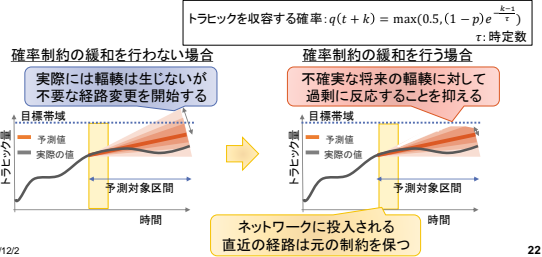 トラヒックを収容する確率: q(t + k) = max(0.5, (1 − p)e^{−\frac{k−1}{τ}})
τ: 時定数
確率制約の緩和を行わない場合
実際には輻輳は生じないが
不要な経路変更を開始する
目標帯域
予測値
実際の値
トラヒック量
予測対象区間
時間
確率制約の緩和を行う場合
不確実な将来の輻輳に対して
過剰に反応することを抑える
目標帯域
予測値
実際の値
トラヒック量
予測対象区間
時間
ネットワークに投入される
直近の経路は元の制約を保つ
/12/2
22